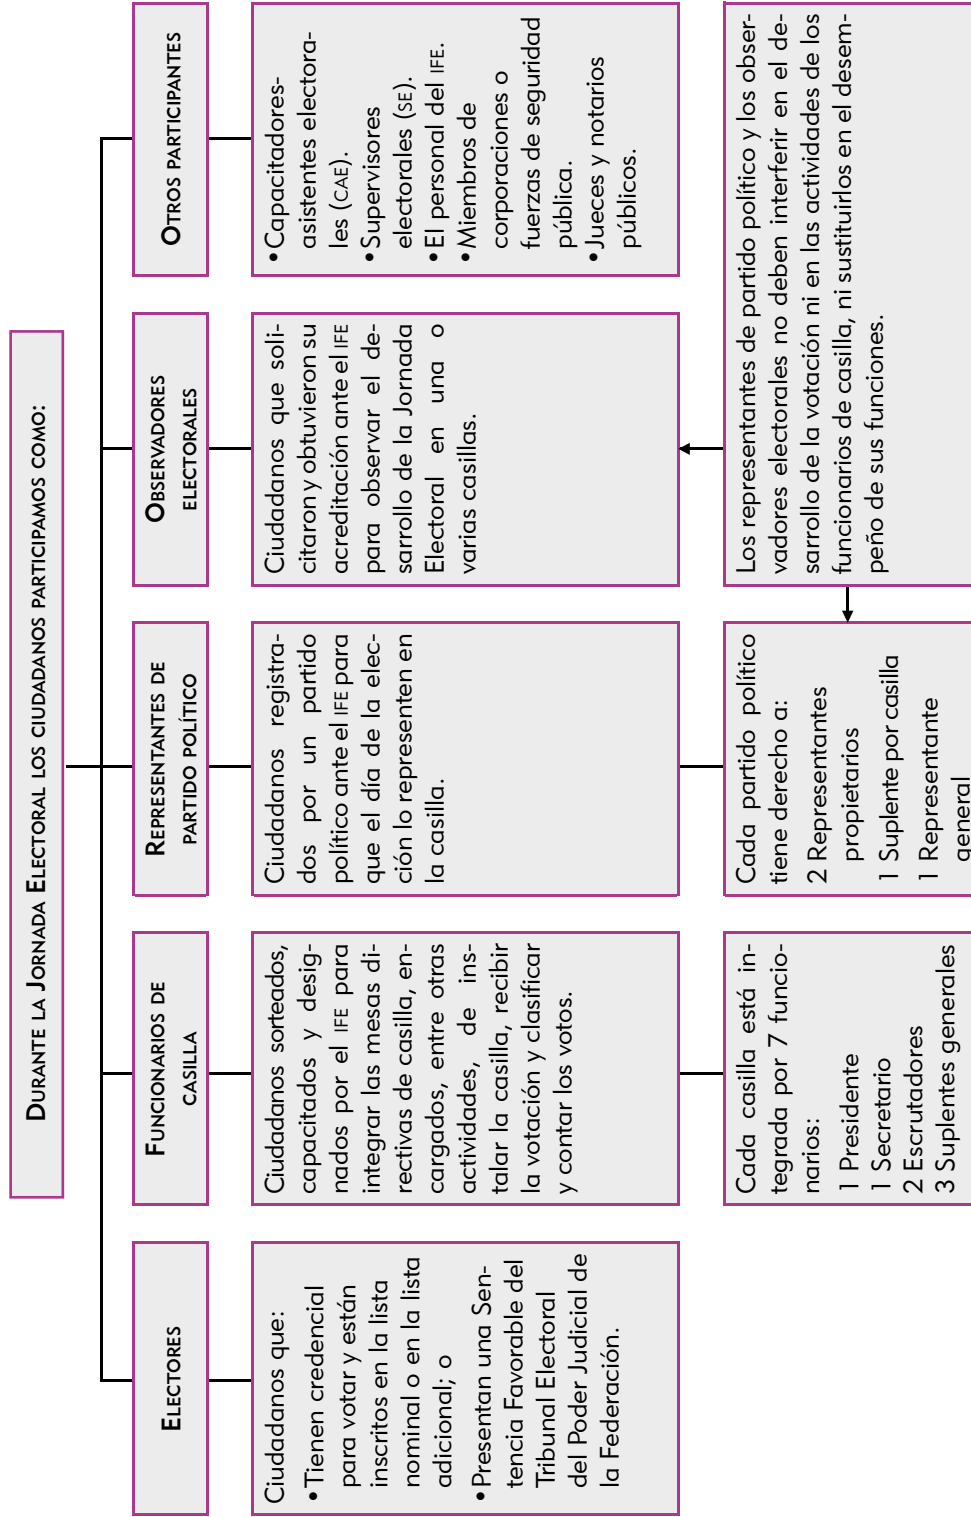 DURANTE LA JORNADA ELECTORAL LOS CIUDADANOS PARTICIPAMOS COMO:
ELECTORES
Ciudadanos que:
•Tienen credencial
para votar y están
inscritos en la lista
nominal o en la lista
adicional; o
•Presentan una Sen-
tencia Favorable del
Tribunal Electoral
del Poder Judicial de
la Federación.
FUNCIONARIOS DE
CASILLA
Ciudadanos sorteados,
capacitados y desig-
nados por el IFE para
integrar las mesas di-
rectivas de casilla, en-
cargados, entre otras
actividades, de ins-
talar la casilla, recibir
la votación y clasificar
y contar los votos.
Cada casilla está in-
tegrada por 7 funcio-
narios:
1 Presidente
1 Secretario
2 Escrutadores
3 Suplentes generales
REPRESENTANTES DE
PARTIDO POLÍTICO
Ciudadanos registra-
dos por un partido
político ante el IFE para
que el día de la elec-
ción lo representen en
la casilla.
Cada partido político
tiene derecho a:
2 Representantes
propietarios
1 Suplente por casilla
1 Representante
general
OBSERVADORES
ELECTORALES
Ciudadanos que soli-
citaron y obtuvieron su
acreditación ante el IFE
para observar el de-
sarrollo de la Jornada
Electoral en una o
varias casillas.
OTROS PARTICIPANTES
•Capacitadores-
asistentes electora-
les (CAE).
•Supervisores
electorales (SE).
•El personal del IFE.
•Miembros de
corporaciones o
fuerzas de seguridad
pública.
•Jueces y notarios
públicos.
Los representantes de partido político y los obser-
vadores electorales no deben interferir en el de-
sarrollo de la votación ni en las actividades de los
funcionarios de casilla, ni sustituirlos en el desem-
peño de sus funciones.